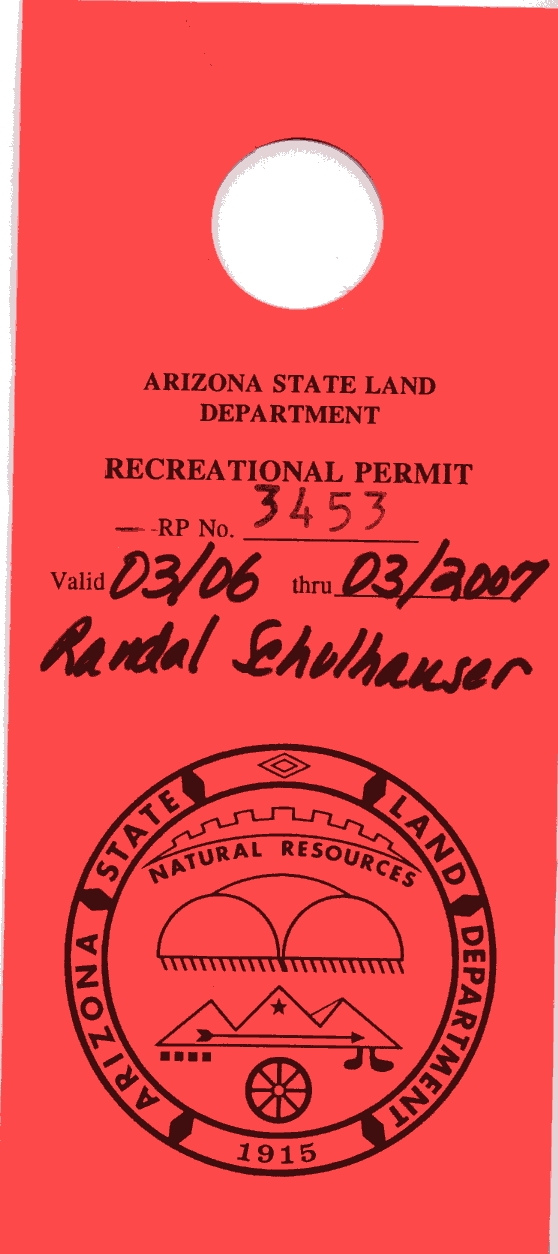 ARIZONA STATE LAND
DEPARTMENT
RECREATIONAL PERMIT
— -RP No. 3453
Valid 03/06 thru 03/2007
Randal Schulhauser
ARIZONA STATE LAND DEPARTMENT
NATURAL RESOURCES
1915